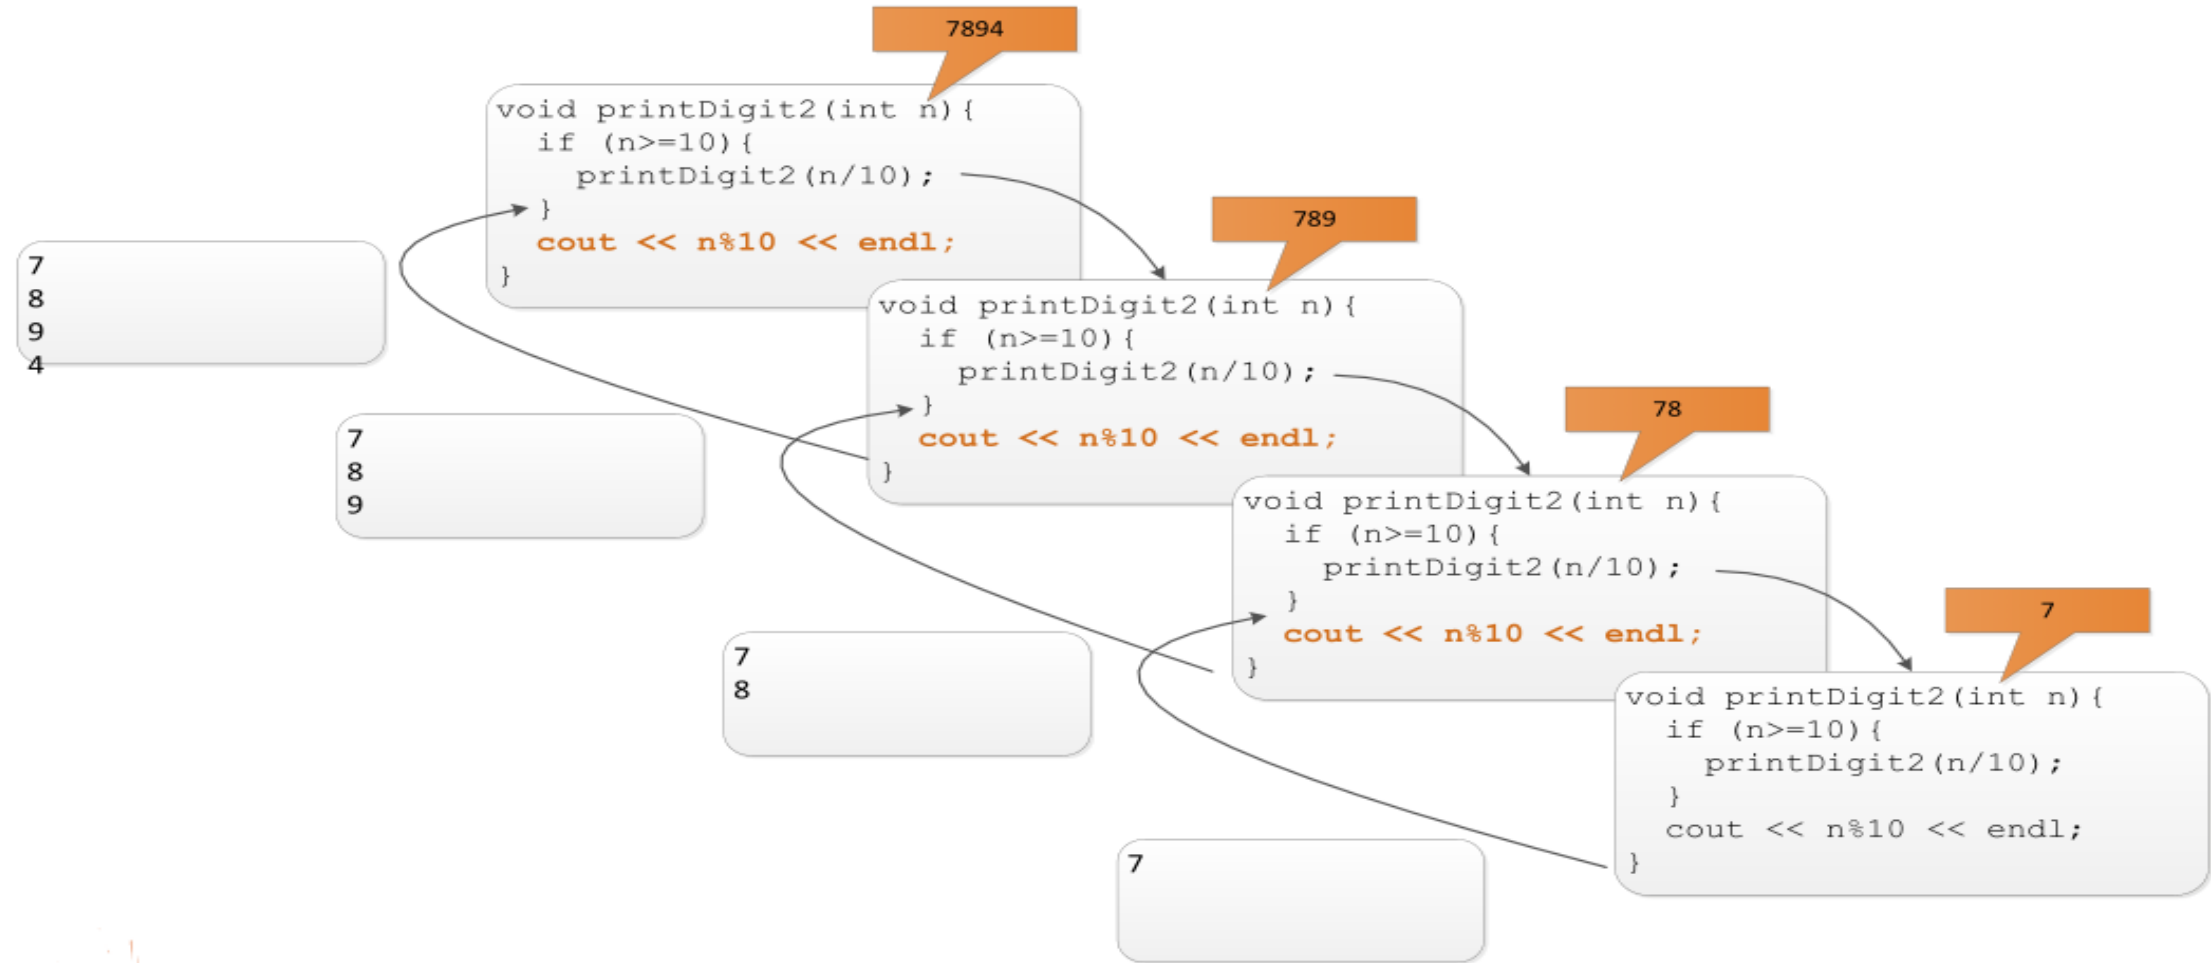 7894
void printDigit2(int n){
if (n>=10){
printDigit2(n/10);
}
cout << n%10 << endl;
}
789
void printDigit2(int n){
if (n>=10){
printDigit2(n/10);
}
cout << n%10 << endl;
}
78
void printDigit2(int n){
if (n>=10){
printDigit2(n/10);
}
cout << n%10 << endl;
}
7
void printDigit2(int n){
if (n>=10){
printDigit2(n/10);
}
cout << n%10 << endl;
}
7
8
9
4
7
8
9
7
8
7